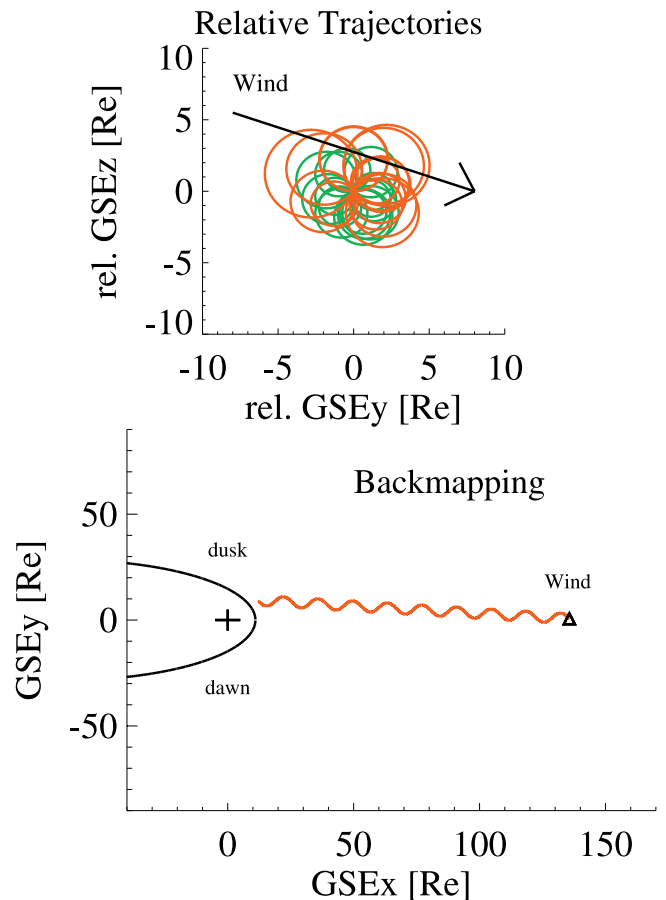 Relative Trajectories
10
5
0
-5
-10
rel. GSEz [Re]
Wind
-10 -5 0 5 10
rel. GSEy [Re]
Backmapping
50
0
-50
GSEy [Re]
dusk
dawn
Wind
0 50 100 150
GSEx [Re]